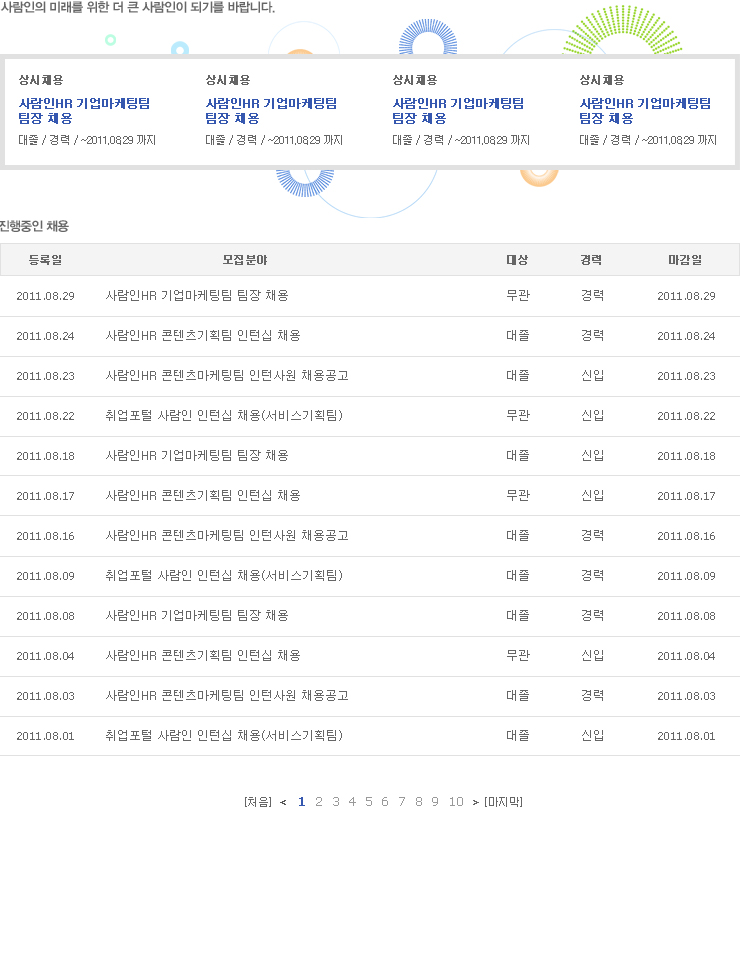 사람인의 미래를 위한 더 큰 사람인이 되기를 바랍니다.
상시채용 상시채용 상시채용 상시채용
사람인HR 기업마케팅팀 사람인HR 기업마케팅팀 사람인HR 기업마케팅팀 사람인HR 기업마케팅팀
팀장 채용 팀장 채용 팀장 채용 팀장 채용
대졸 / 경력 / ~2011.08.29 까지 대졸 / 경력 / ~2011.08.29 까지 대졸 / 경력 / ~2011.08.29 까지 대졸 / 경력 / ~2011.08.29 까지
진행중인 채용
등록일 모집분야 대상 경력 마감일
2011.08.29 사람인HR 기업마케팅팀 팀장 채용 무관 경력 2011.08.29
2011.08.24 사람인HR 콘텐츠기획팀 인턴십 채용 대졸 경력 2011.08.24
2011.08.23 사람인HR 콘텐츠마케팅팀 인턴사원 채용공고 대졸 신입 2011.08.23
2011.08.22 취업포털 사람인 인턴십 채용(서비스기획팀) 무관 신입 2011.08.22
2011.08.18 사람인HR 기업마케팅팀 팀장 채용 대졸 신입 2011.08.18
2011.08.17 사람인HR 콘텐츠기획팀 인턴십 채용 무관 신입 2011.08.17
2011.08.16 사람인HR 콘텐츠마케팅팀 인턴사원 채용공고 대졸 경력 2011.08.16
2011.08.09 취업포털 사람인 인턴십 채용(서비스기획팀) 대졸 경력 2011.08.09
2011.08.08 사람인HR 기업마케팅팀 팀장 채용 대졸 경력 2011.08.08
2011.08.04 사람인HR 콘텐츠기획팀 인턴십 채용 무관 신입 2011.08.04
2011.08.03 사람인HR 콘텐츠마케팅팀 인턴사원 채용공고 대졸 경력 2011.08.03
2011.08.01 취업포털 사람인 인턴십 채용(서비스기획팀) 대졸 신입 2011.08.01
[처음] < 1 2 3 4 5 6 7 8 9 10 > [마지막]